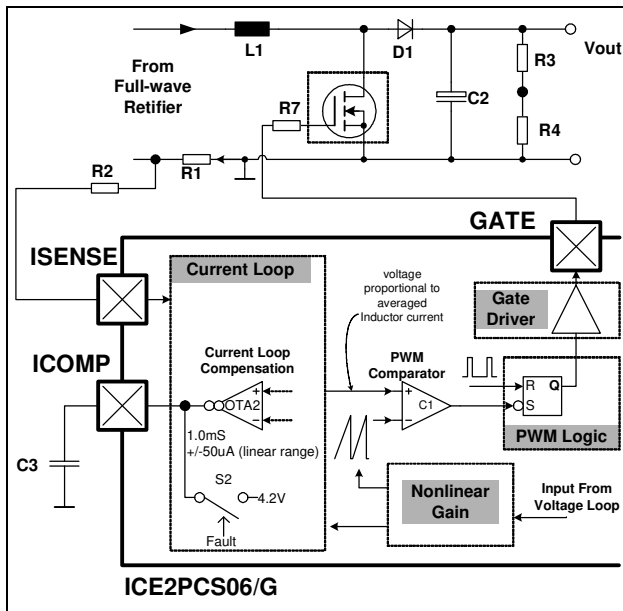 L1
D1
Vout
From
Full-wave
Retifier
R3
C2
R7
R4
R2
R1
GATE
ISENSE
Current Loop
voltage
proportional to
averaged
Inductor current
Gate
Driver
ICOMP
Current Loop
Compensation
PWM
Comparator
+
OTA2
−
+
C1
−
R Q
S
PWM Logic
1.0mS
+/-50uA (linear range)
C3
S2
4.2V
Fault
Nonlinear
Gain
Input From
Voltage Loop
ICE2PCS06/G